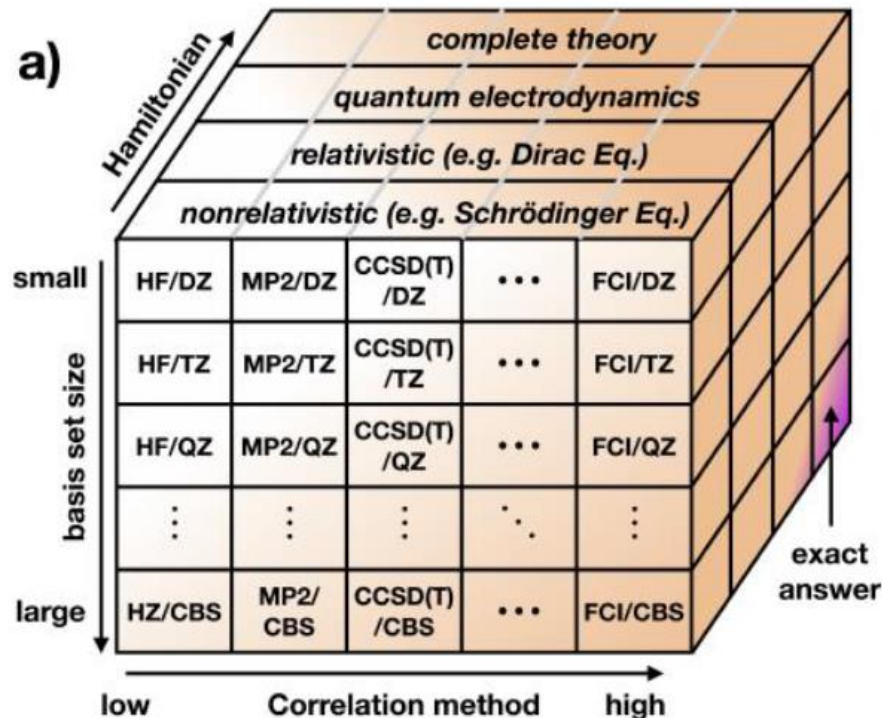 a)
Hamiltonian
complete theory
quantum electrodynamics
relativistic (e.g. Dirac Eq.)
nonrelativistic (e.g. Schrödinger Eq.)
small
basis set size
large
HF/DZ
MP2/DZ
CCSD(T)
/DZ
•••
FCI/DZ
HF/TZ
MP2/TZ
CCSD(T)
/TZ
•••
FCI/TZ
HF/QZ
MP2/QZ
CCSD(T)
/QZ
•••
FCI/QZ
⋮
⋮
⋮
⋱
⋮
HZ/CBS
MP2/
CBS
CCSD(T)
/CBS
•••
FCI/CBS
exact
answer
low
Correlation method
high